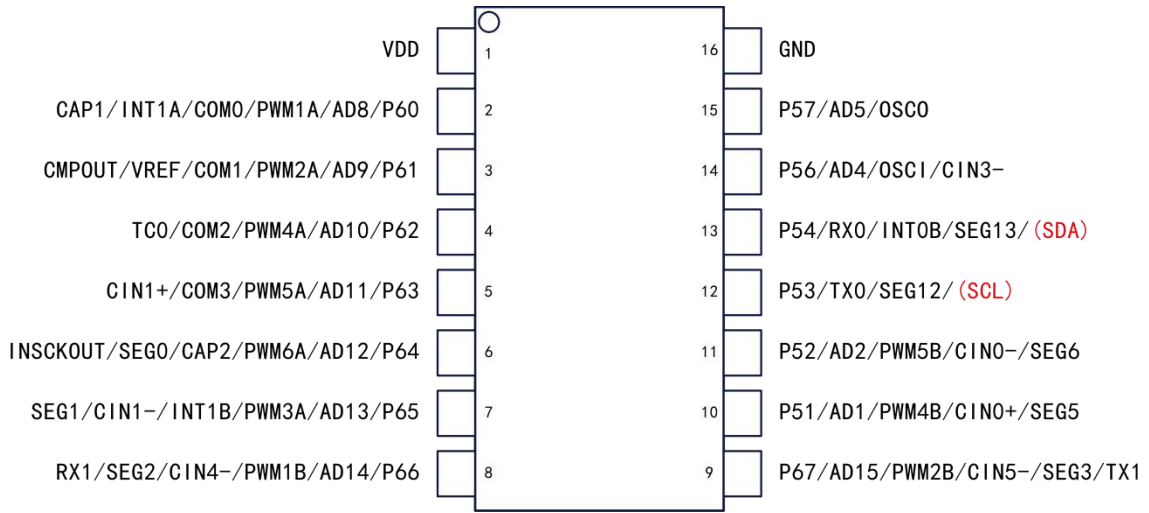 VDD 1 16 GND
CAP1/INT1A/COM0/PWM1A/AD8/P60 2 15 P57/AD5/OSCO
CMPOUT/VREF/COM1/PWM2A/AD9/P61 3 14 P56/AD4/OSCI/CIN3-
TC0/COM2/PWM4A/AD10/P62 4 13 P54/RX0/INT0B/SEG13/(SDA)
CIN1+/COM3/PWM5A/AD11/P63 5 12 P53/TX0/SEG12/(SCL)
INSCKOUT/SEG0/CAP2/PWM6A/AD12/P64 6 11 P52/AD2/PWM5B/CIN0-/SEG6
SEG1/CIN1-/INT1B/PWM3A/AD13/P65 7 10 P51/AD1/PWM4B/CIN0+/SEG5
RX1/SEG2/CIN4-/PWM1B/AD14/P66 8 9 P67/AD15/PWM2B/CIN5-/SEG3/TX1